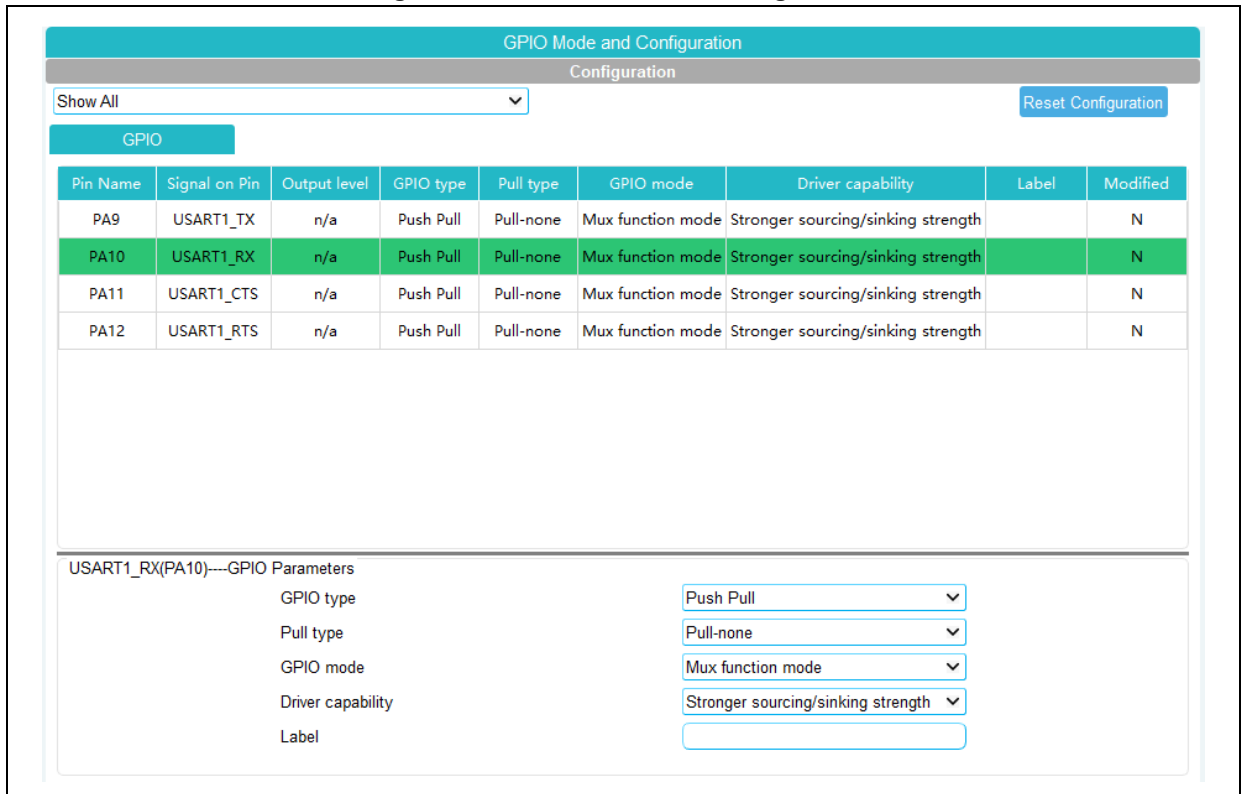 GPIO Mode and Configuration
Configuration
Show All Reset Configuration
GPIO
Pin Name Signal on Pin Output level GPIO type Pull type GPIO mode Driver capability Label Modified
PA9 USART1_TX n/a Push Pull Pull-none Mux function mode Stronger sourcing/sinking strength N
PA10 USART1_RX n/a Push Pull Pull-none Mux function mode Stronger sourcing/sinking strength N
PA11 USART1_CTS n/a Push Pull Pull-none Mux function mode Stronger sourcing/sinking strength N
PA12 USART1_RTS n/a Push Pull Pull-none Mux function mode Stronger sourcing/sinking strength N
USART1_RX(PA10)----GPIO Parameters
GPIO type Push Pull
Pull type Pull-none
GPIO mode Mux function mode
Driver capability Stronger sourcing/sinking strength
Label